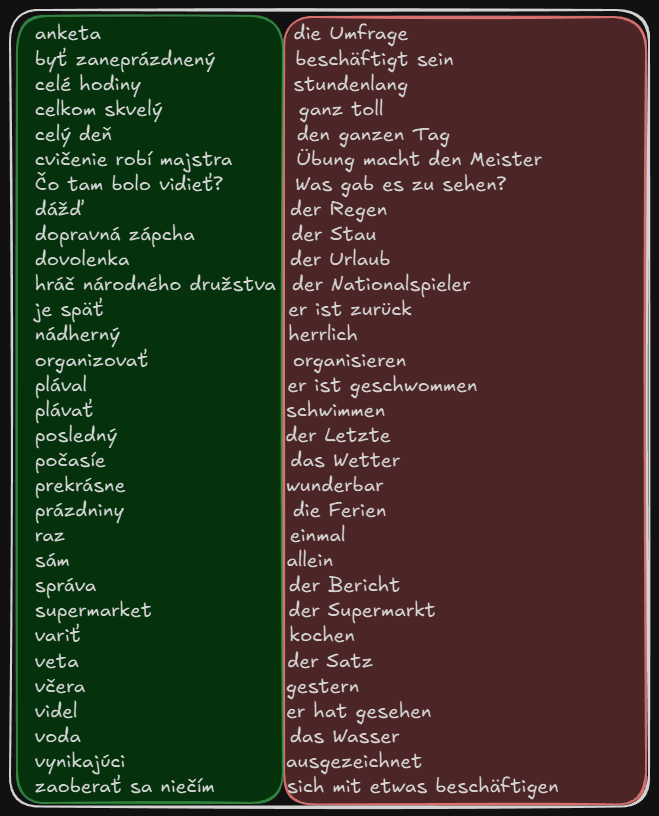 anketa die Umfrage
byť zaneprázdnený beschäftigt sein
celé hodiny stundenlang
celkom skvelý ganz toll
celý deň den ganzen Tag
cvičenie robí majstra Übung macht den Meister
Čo tam bolo vidieť? Was gab es zu sehen?
dážď der Regen
dopravná zápcha der Stau
dovolenka der Urlaub
hráč národného družstva der Nationalspieler
je späť er ist zurück
nádherný herrlich
organizovať organisieren
plával er ist geschwommen
plávať schwimmen
posledný der Letzte
počasíe das Wetter
prekrásne wunderbar
prázdniny die Ferien
raz einmal
sám allein
správa der Bericht
supermarket der Supermarkt
variť kochen
veta der Satz
včera gestern
videl er hat gesehen
voda das Wasser
vynikajúci ausgezeichnet
zaoberať sa niečím sich mit etwas beschäftigen